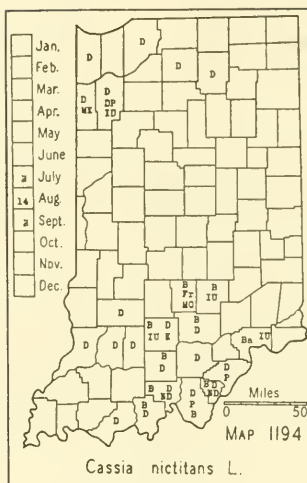 Jan.
Feb.
Mar.
Apr.
May
June
2 July
14 Aug.
2 Sept.
Oct.
Nov.
Dec.
D
D
D
D
D D
MX DP
ID
B B
Fr IU
MC
D
B D B
IU K D
D D D
B
D
D
Ba IU
D
P
B D
ND
B D
ND
B
D
D
P
B
D
Miles
0 50
MAP 1194
Cassia nictitans L.